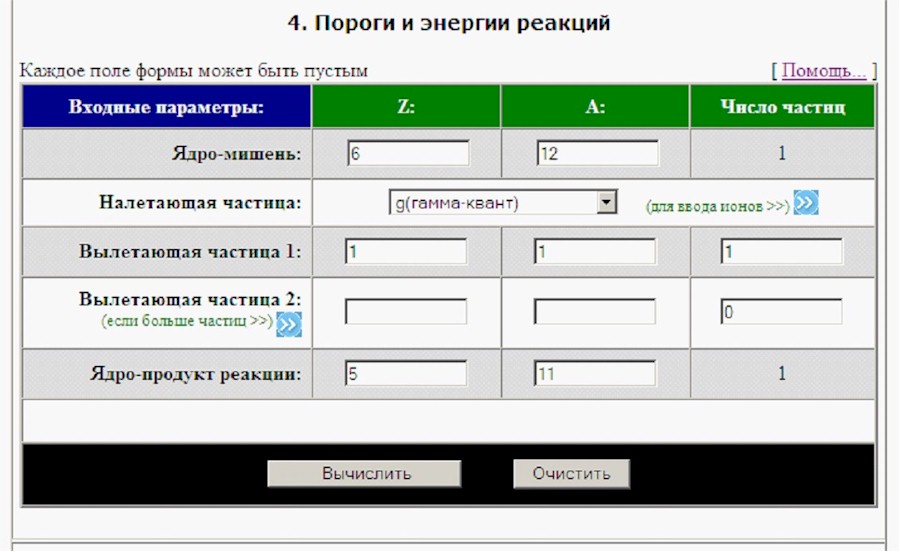 4. Пороги и энергии реакций
Каждое поле формы может быть пустым [ Помощь... ]
Входные параметры: Z: A: Число частиц
Ядро-мишень: 6 12 1
Налетающая частица: g(гамма-квант) (для ввода ионов >>)
Вылетающая частица 1: 1 1 1
Вылетающая частица 2: 0
(если больше частиц >>)
Ядро-продукт реакции: 5 11 1
Вычислить Очистить